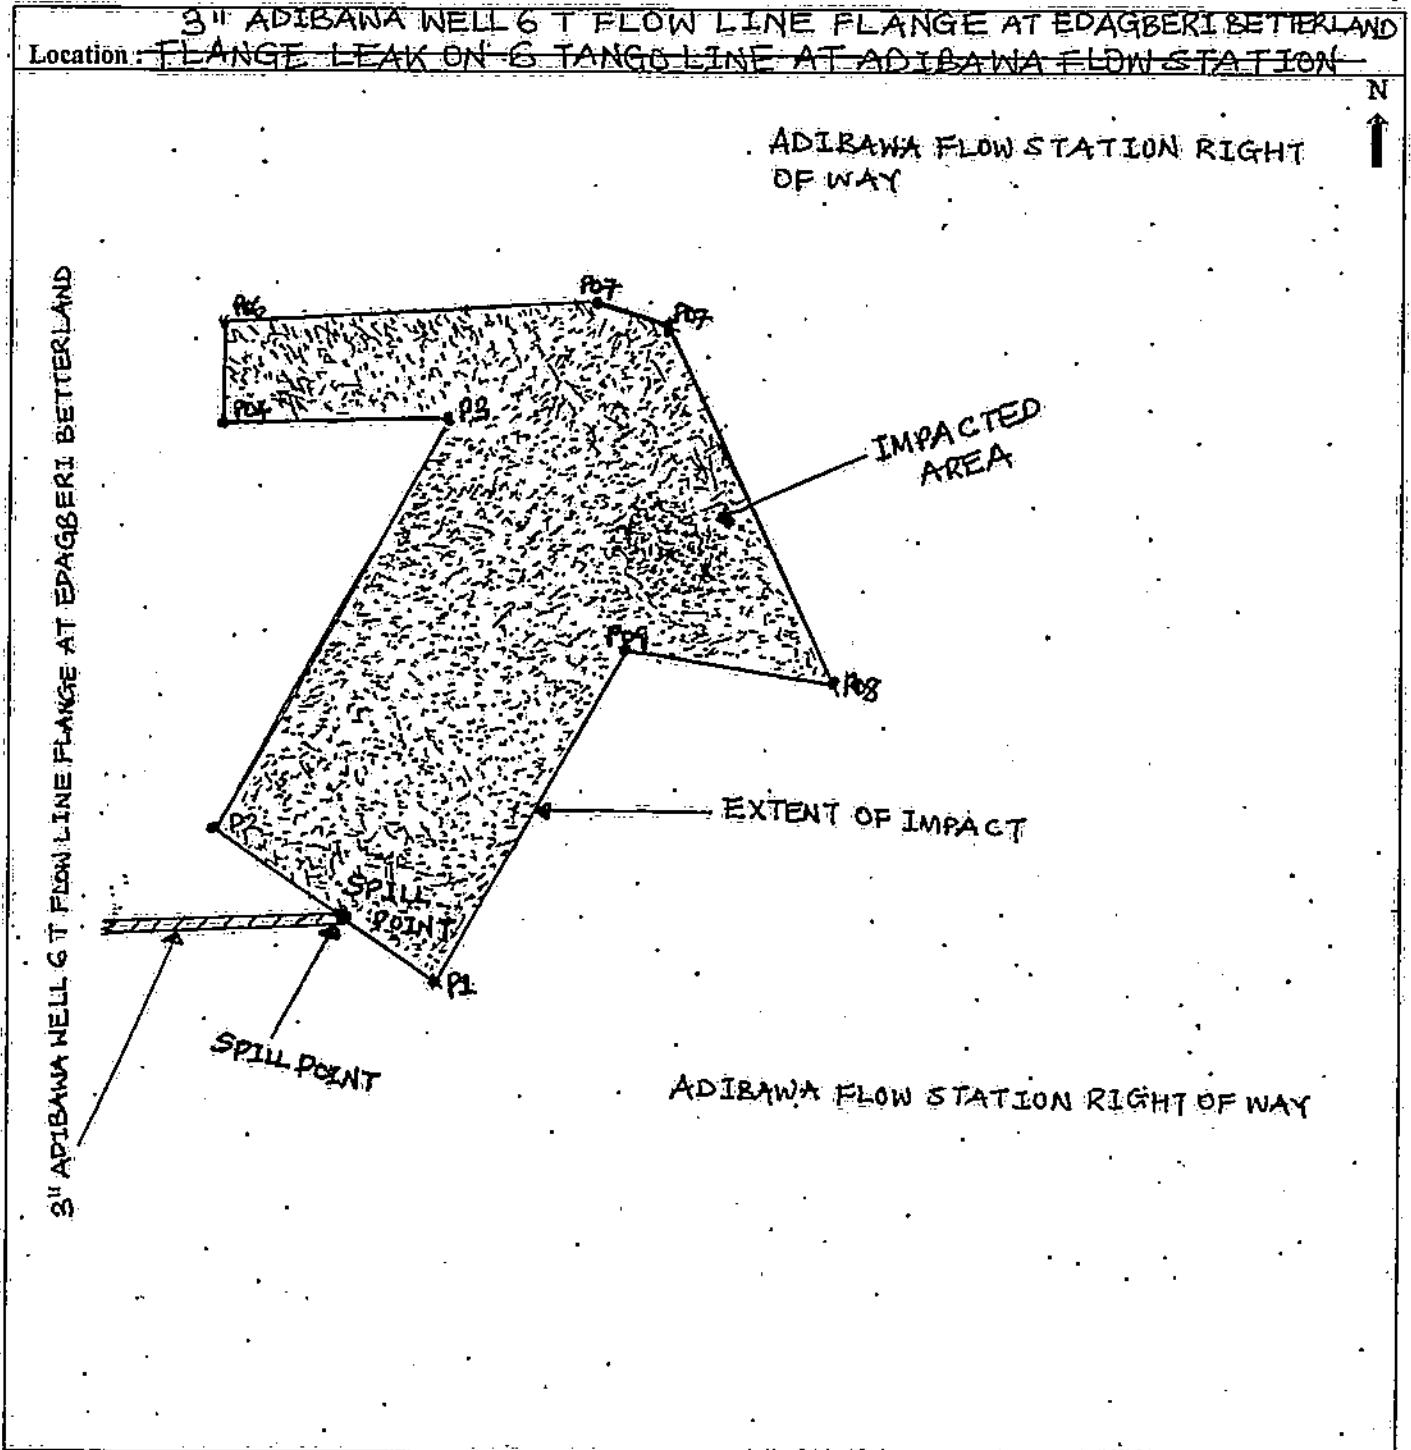 3" ADIBAWA WELL 6 T FLOW LINE FLANGE AT EDAGBERI BETTERLAND
Location: FLANGE LEAK ON 6 TANGO LINE AT ADIBAWA FLOW STATION
N
ADIBAWA FLOW STATION RIGHT
OF WAY
3" ADIBAWA WELL 6 T FLOW LINE FLANGE AT EDAGBERI BETTERLAND
P06
P07
P07
P04
P3
IMPACTED
AREA
P09
P08
P2
EXTENT OF IMPACT
SPILL
POINT
P1
SPILL POINT
ADIBAWA FLOW STATION RIGHT OF WAY